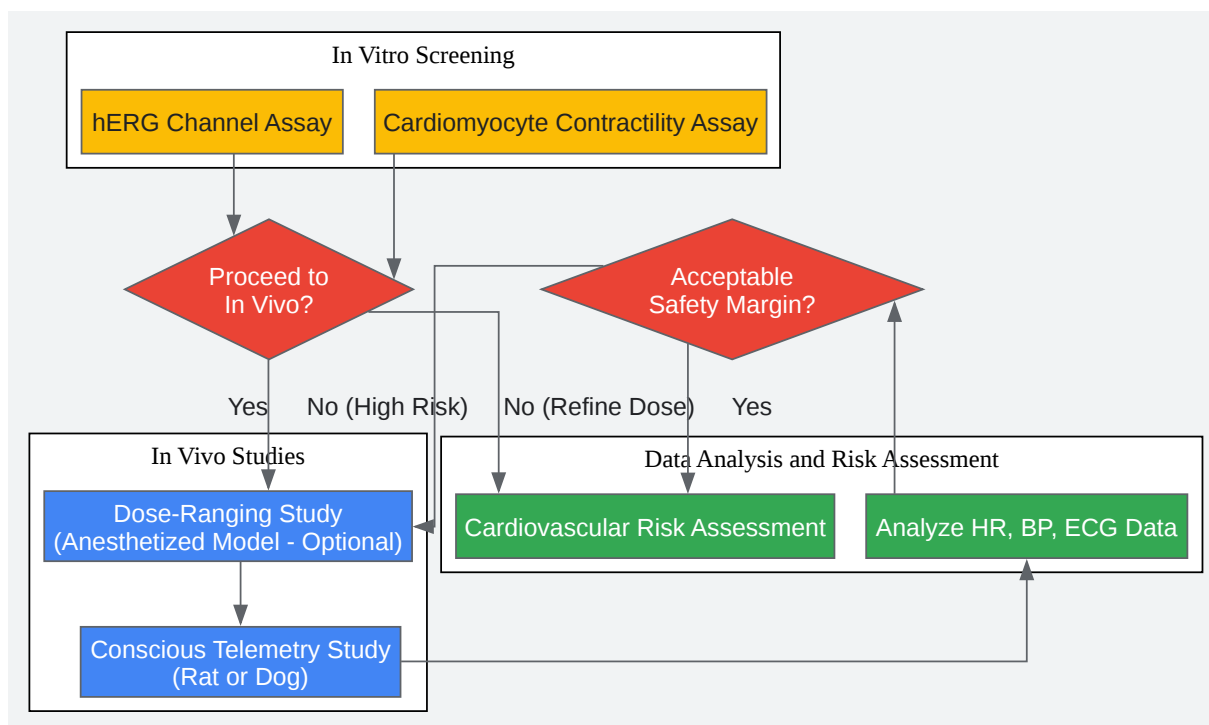 In Vitro Screening
hERG Channel Assay
Cardiomyocyte Contractility Assay
Proceed to
In Vivo?
Acceptable
Safety Margin?
Yes
No (High Risk)
No (Refine Dose)
Yes
In Vivo Studies
Data Analysis and Risk Assessment
Dose-Ranging Study
(Anesthetized Model - Optional)
Cardiovascular Risk Assessment
Analyze HR, BP, ECG Data
Conscious Telemetry Study
(Rat or Dog)